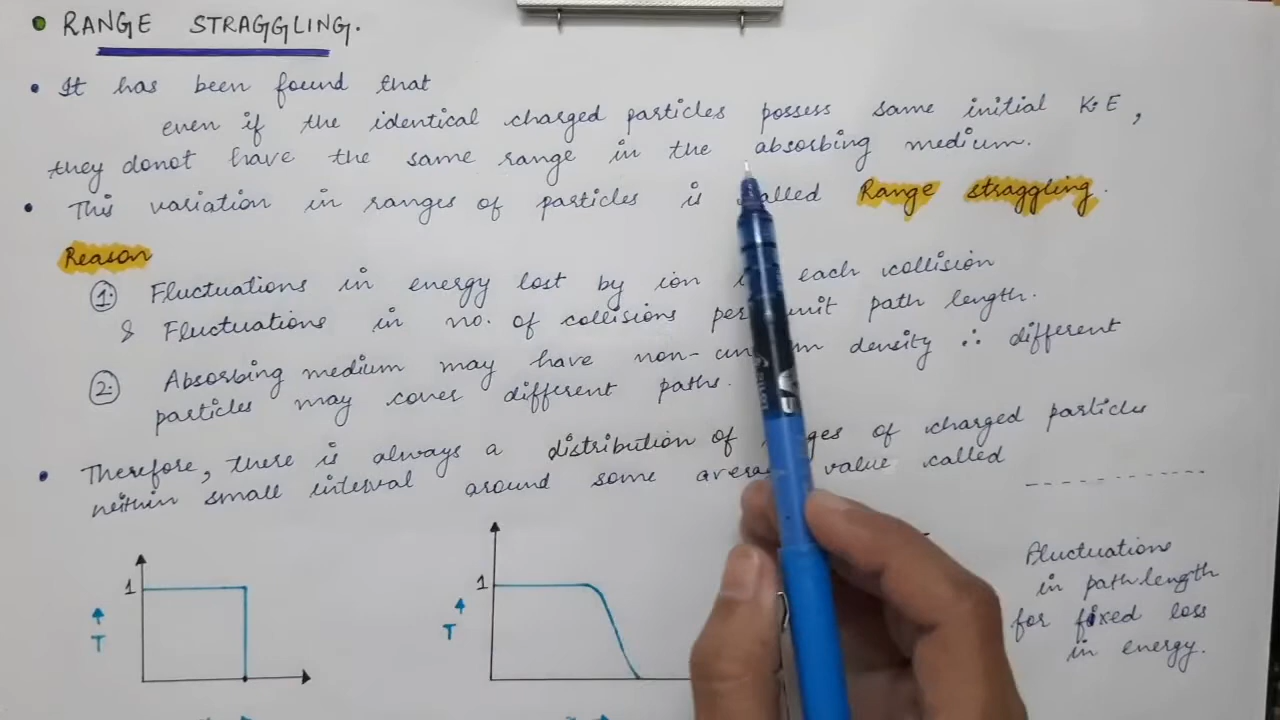 RANGE STRAGGLING.
It has been found that
even if the identical charged particles possess same initial K.E,
they donot have the same range in the absorbing medium.
This variation in ranges of particles is called Range straggling.
Reason
1. Fluctuations in energy lost by ion each collision
& Fluctuations in no. of collisions per unit path length.
2. Absorbing medium may have non- density ∴ different
particles may cover different paths.
Therefore, there is always a distribution of of charged particles
within small interval around some average value called
1
T
1
T
Fluctuations
in path length
for fixed loss
in energy.
PILOT